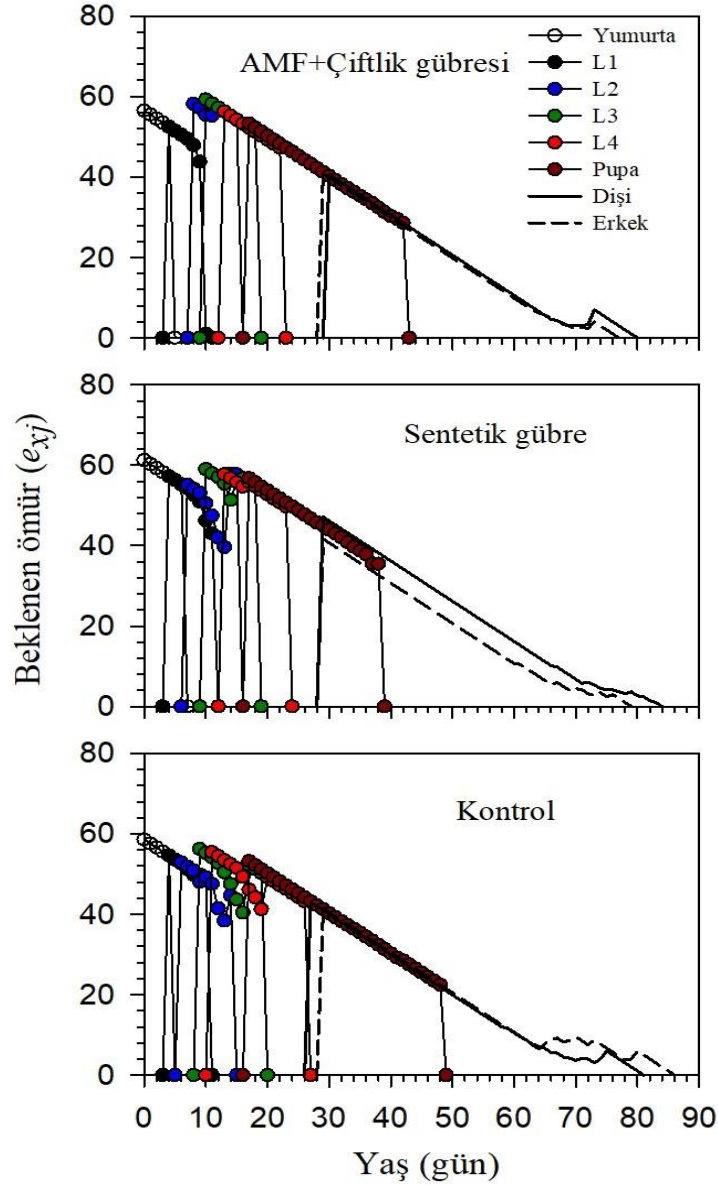 80
60
40
20
0
AMF+Çiftlik gübresi
Yumurta
L1
L2
L3
L4
Pupa
Dişi
Erkek
Beklenen ömür (exj)
80
60
40
20
0
Sentetik gübre
80
60
40
20
0
Kontrol
0 10 20 30 40 50 60 70 80 90
Yaş (gün)